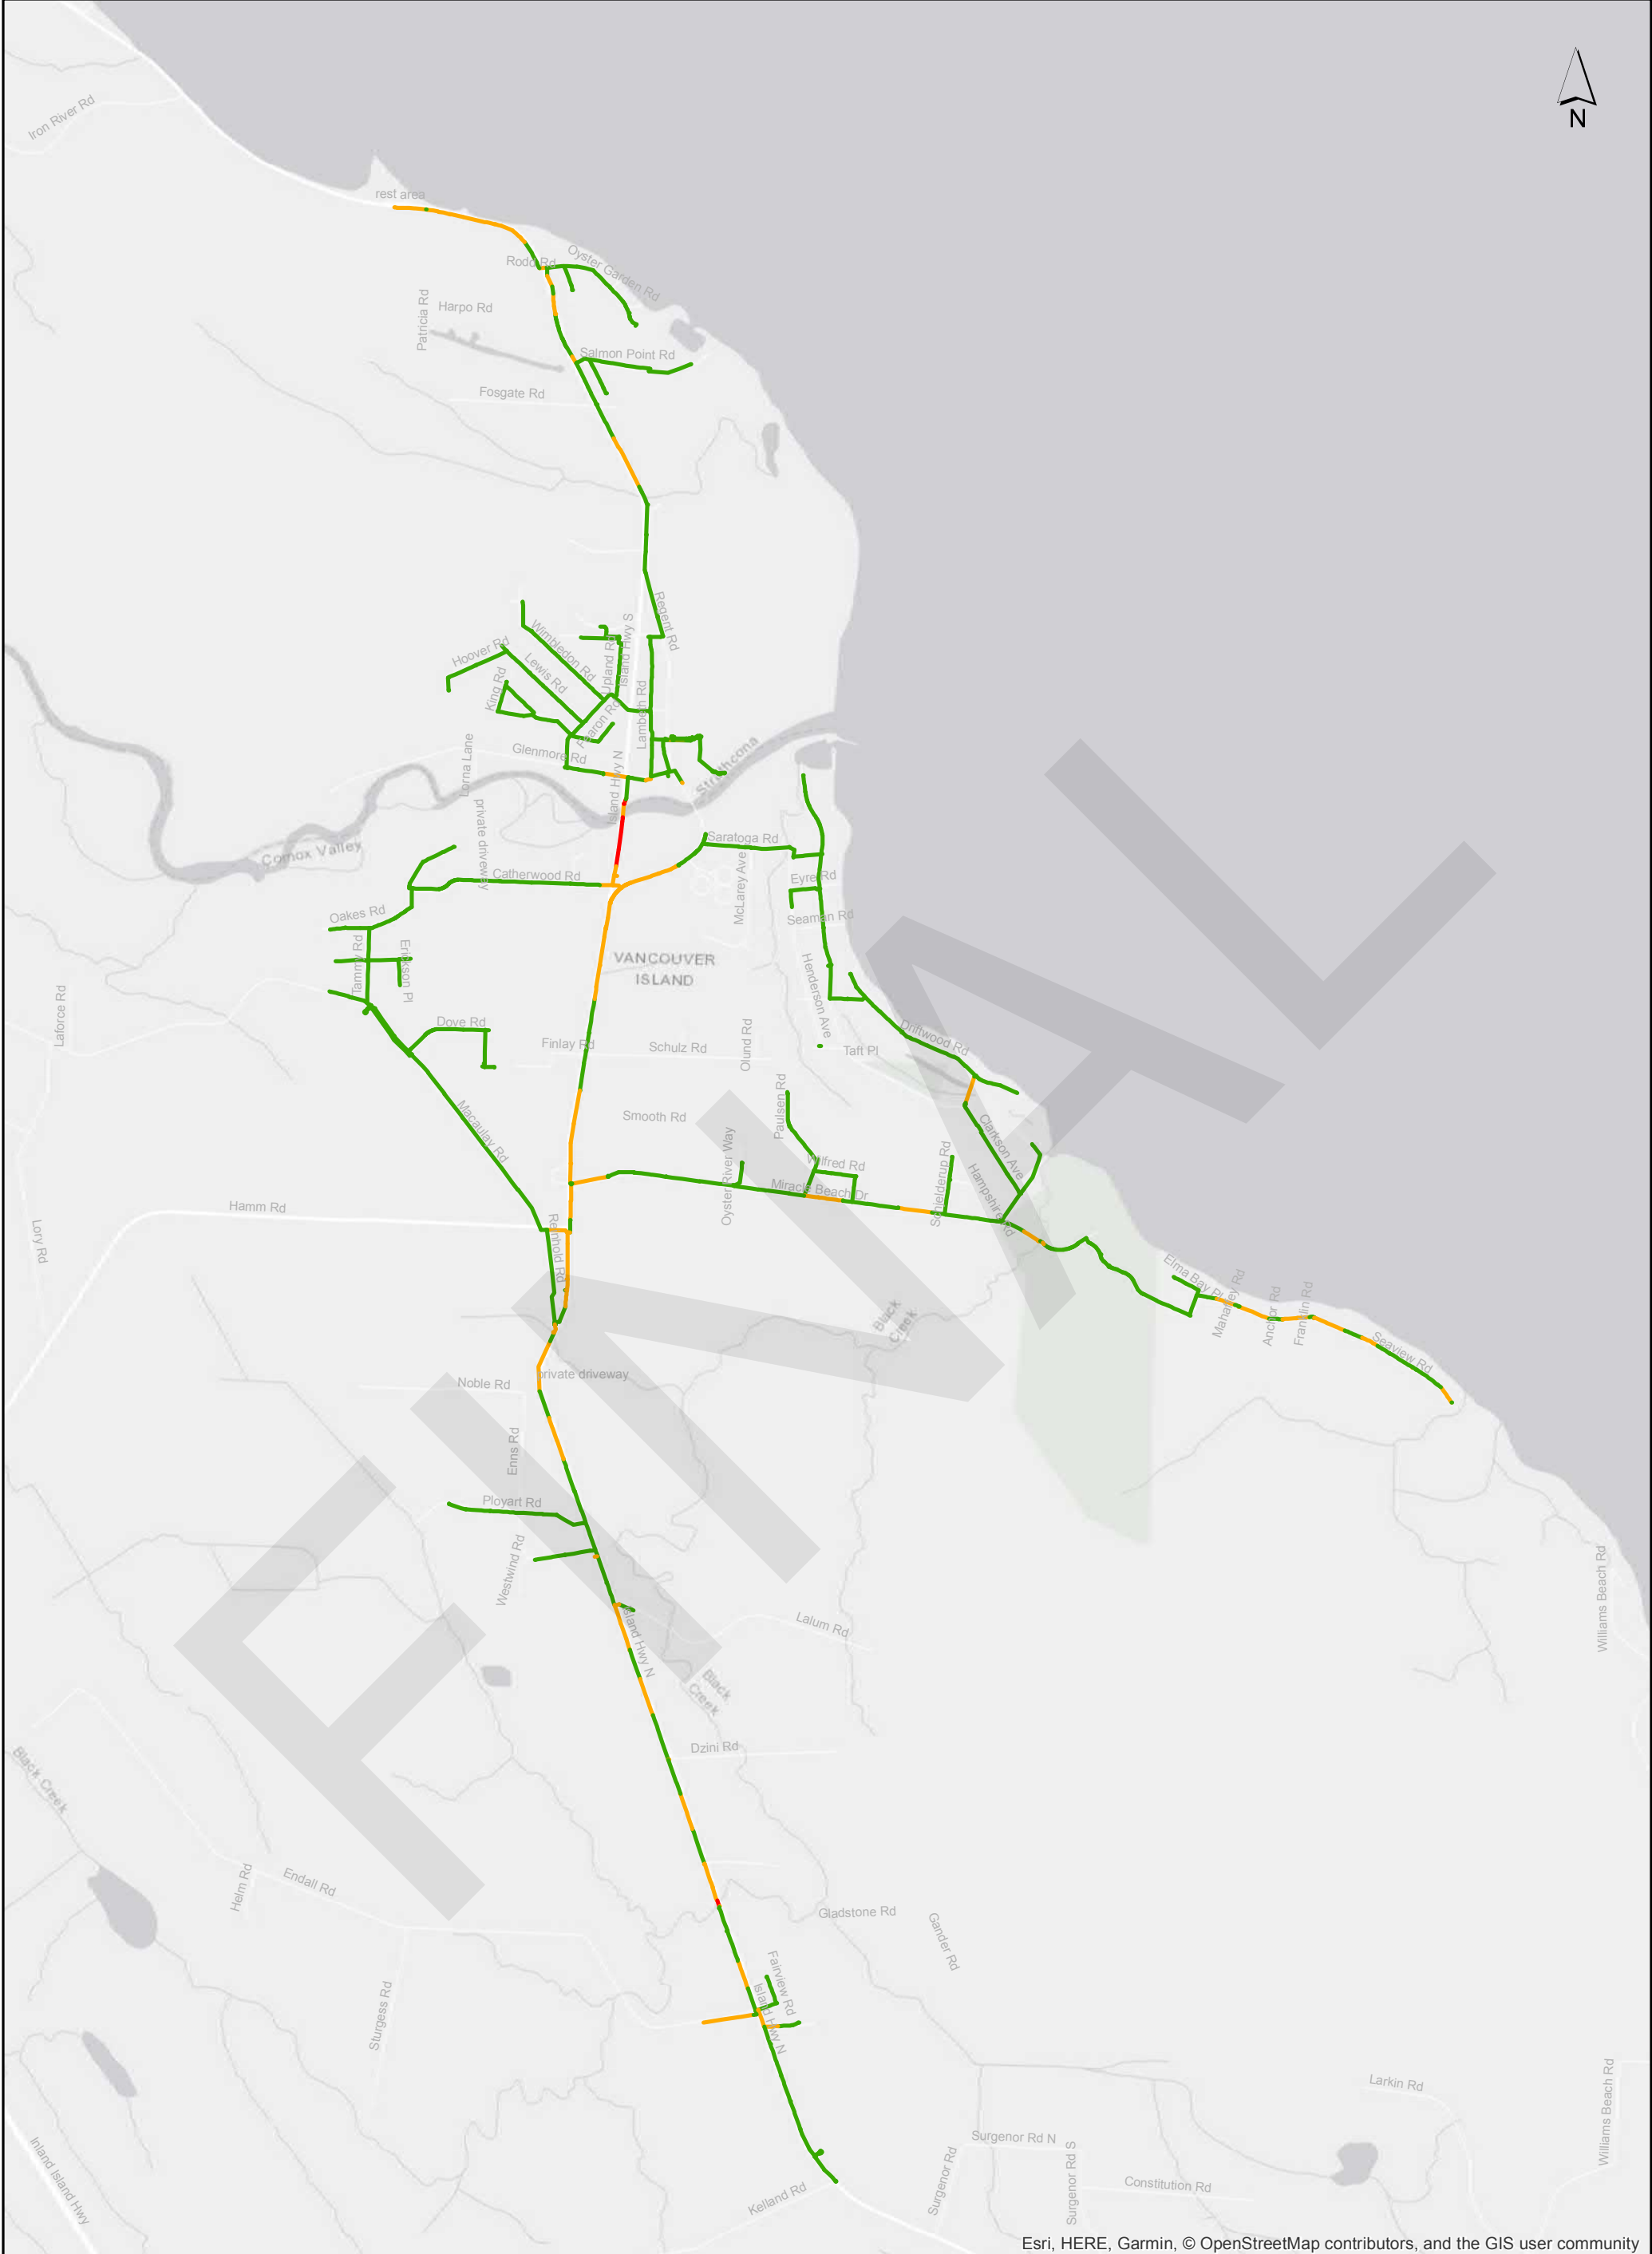 Iron River Rd
N
rest area
Rodd Rd
Oyster Garden Rd
Patricia Rd
Harpo Rd
Salmon Point Rd
Fosgate Rd
Regent Rd
Wimbledon Rd
Hoover Rd
Lewis Rd
Upland Rd
Island Hwy S
King Rd
Pearon Rd
Lambeth Rd
Lorna Lane
Glenmore Rd
Island Hwy N
Strathcona
private driveway
Comox Valley
Saratoga Rd
Catherwood Rd
McLarey Ave
Eyre Rd
Oakes Rd
Seaman Rd
Tammy Rd
Erickson Pl
VANCOUVER
ISLAND
Henderson Ave
Laforce Rd
Dove Rd
Finlay Rd
Schulz Rd
Olund Rd
Taft Pl
Driftwood Rd
Macaulay Rd
Smooth Rd
Paulsen Rd
Clarkson Ave
Oyster River Way
Wilfred Rd
Miracle Beach Dr
Schjelderup Rd
Hampshire Rd
Hamm Rd
Lory Rd
Reinhold Rd
Elma Bay Pl
Mahaney Rd
Anchor Rd
Franklin Rd
Seaview Rd
Black
Creek
private driveway
Noble Rd
Enns Rd
Ployart Rd
Westwind Rd
Island Hwy N
Lalum Rd
Williams Beach Rd
Black
Creek
Dzini Rd
Black Creek
Helm Rd
Endall Rd
Gladstone Rd
Gander Rd
Fairview Rd
Island Hwy N
Sturgess Rd
Larkin Rd
Williams Beach Rd
Inland Island Hwy
Surgenor Rd N
Surgenor Rd
Surgenor Rd S
Constitution Rd
Kelland Rd
FINAL
Esri, HERE, Garmin, © OpenStreetMap contributors, and the GIS user community